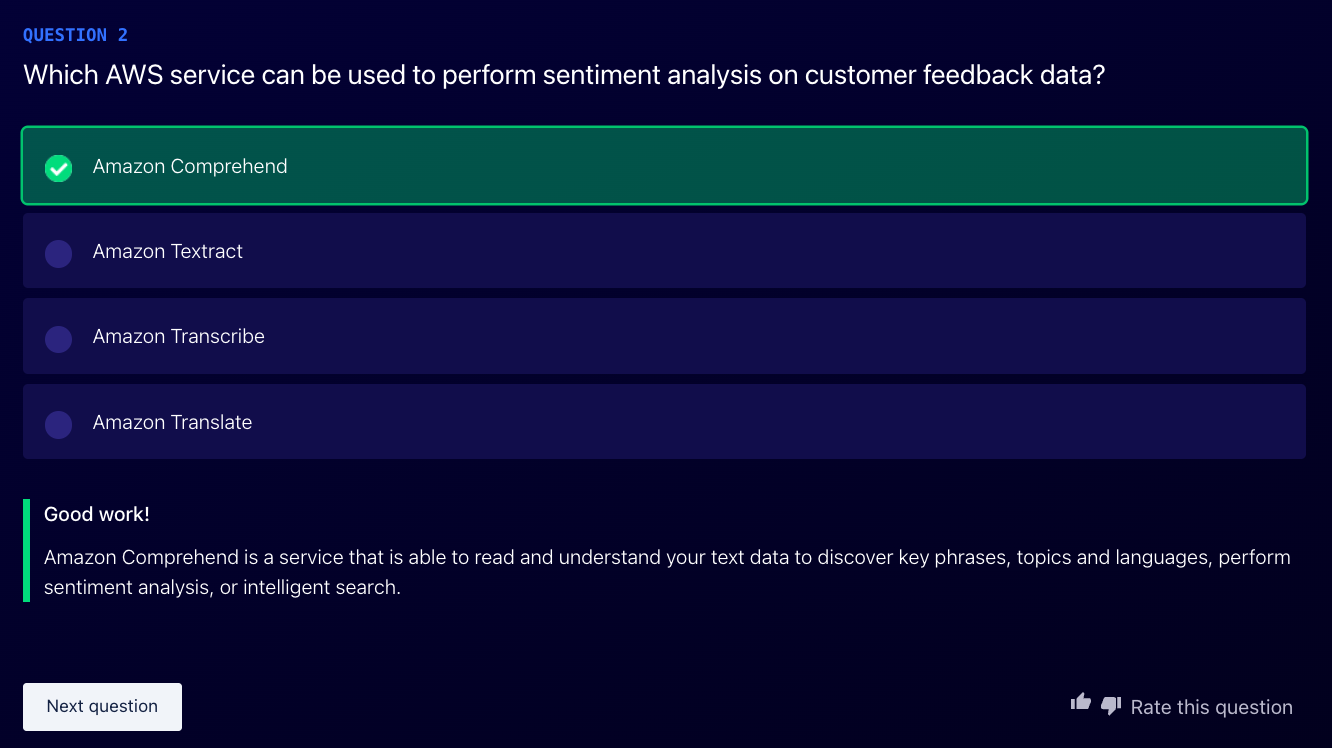 QUESTION 2
Which AWS service can be used to perform sentiment analysis on customer feedback data?
Amazon Comprehend
Amazon Textract
Amazon Transcribe
Amazon Translate
Good work!
Amazon Comprehend is a service that is able to read and understand your text data to discover key phrases, topics and languages, perform
sentiment analysis, or intelligent search.
Next question
Rate this question